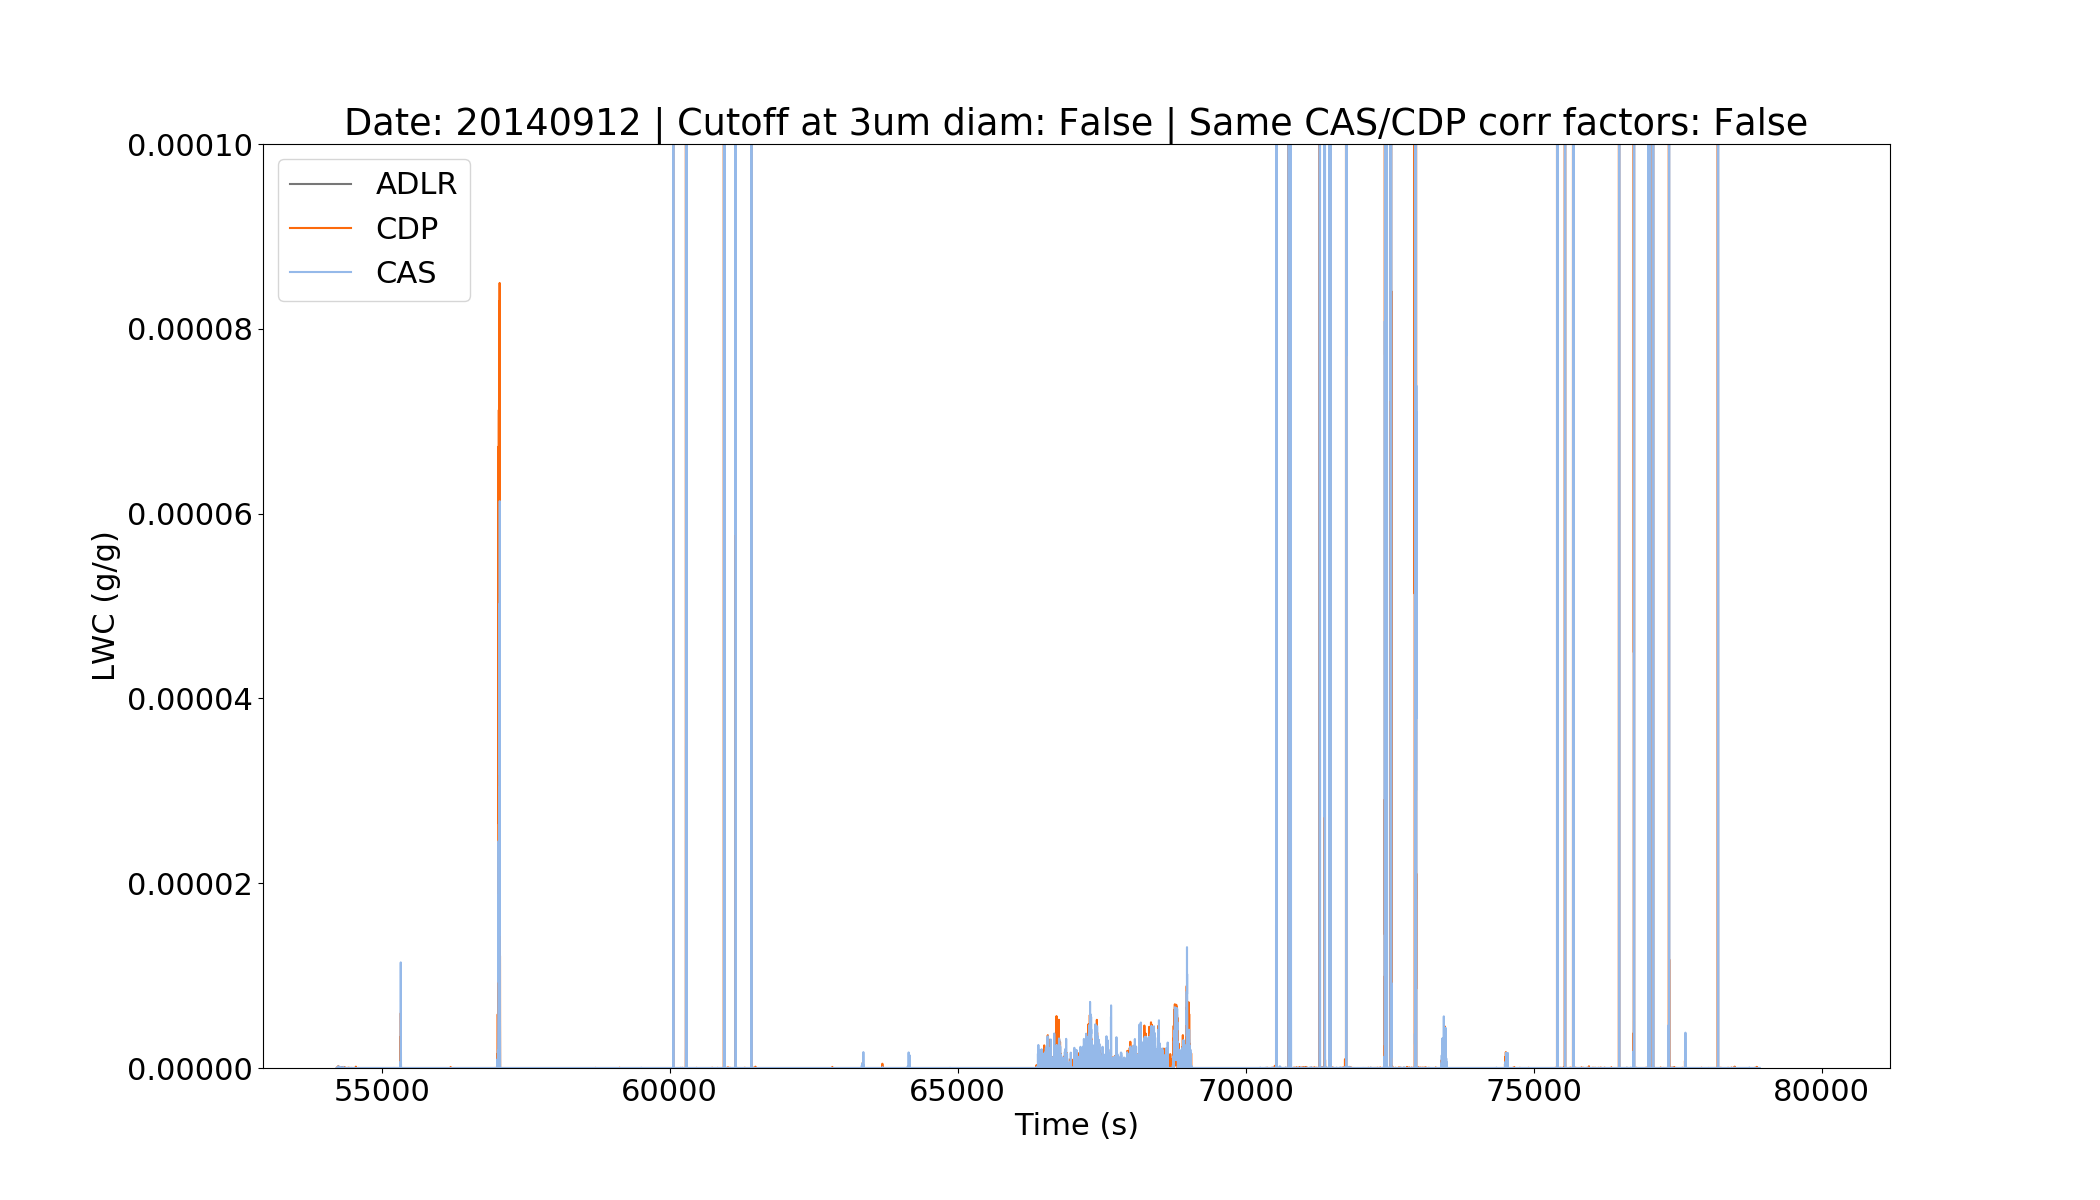 Date: 20140912 | Cutoff at 3um diam: False | Same CAS/CDP corr factors: False
0.00010
0.00008
0.00006
0.00004
0.00002
0.00000
LWC (g/g)
ADLR
CDP
CAS
55000
60000
65000
70000
75000
80000
Time (s)